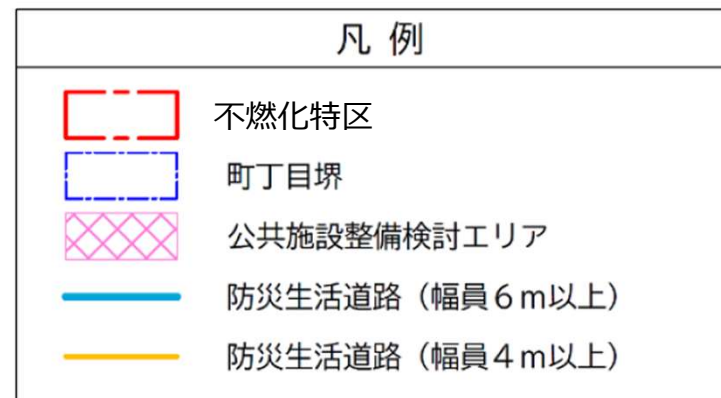 凡 例
不燃化特区
町丁目堺
公共施設整備検討エリア
防災生活道路（幅員６ｍ以上）
防災生活道路（幅員４ｍ以上）